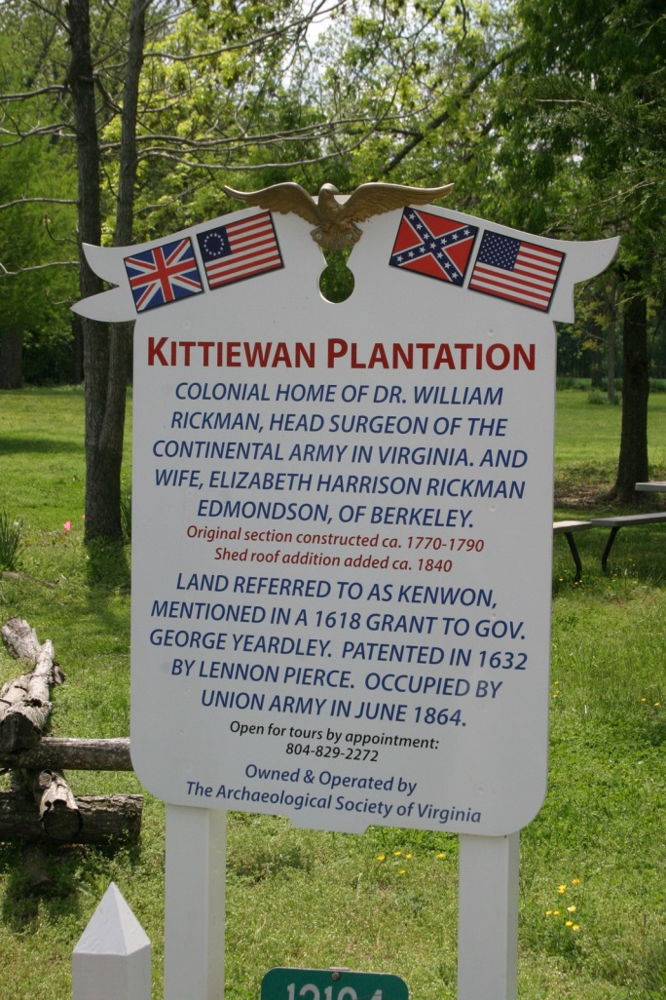 KITTIEWAN PLANTATION
COLONIAL HOME OF DR. WILLIAM
RICKMAN, HEAD SURGEON OF THE
CONTINENTAL ARMY IN VIRGINIA. AND
WIFE, ELIZABETH HARRISON RICKMAN
EDMONDSON, OF BERKELEY.
Original section constructed ca. 1770-1790
Shed roof addition added ca. 1840
LAND REFERRED TO AS KENWON,
MENTIONED IN A 1618 GRANT TO GOV.
GEORGE YEARDLEY. PATENTED IN 1632
BY LENNON PIERCE. OCCUPIED BY
UNION ARMY IN JUNE 1864.
Open for tours by appointment:
804-829-2272
Owned & Operated by
The Archaeological Society of Virginia